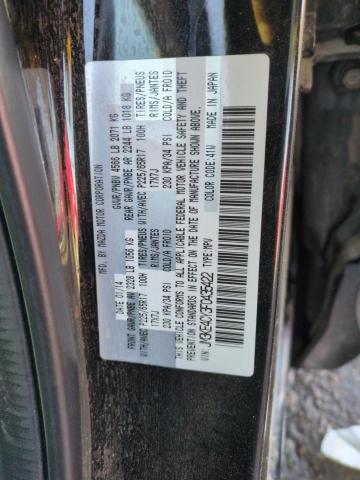 MFD. BY: MAZDA MOTOR CORPORATION
DATE: 07/14 GVWR/PNBV 4566 LB 2071 KG
FRONT GAWR/PNBE AV 2328 LB 1056 KG REAR GAWR/PNBE AR 2244 LB 1018 KG
WITH/AVEC P225/65R17 100H TIRES/PNEUS WITH/AVEC P225/65R17 100H TIRES/PNEUS
17X7J RIMS/JANTES 17X7J RIMS/JANTES
230 KPA/34 PSI COLD/A FROID 230 KPA/34 PSI COLD/A FROID
THIS VEHICLE CONFORMS TO ALL APPLICABLE FEDERAL MOTOR VEHICLE SAFETY AND THEFT
PREVENTION STANDARDS IN EFFECT ON THE DATE OF MANUFACTURE SHOWN ABOVE.
VIN: TYPE: MPV COLOR CODE: 41W MADE IN JAPAN